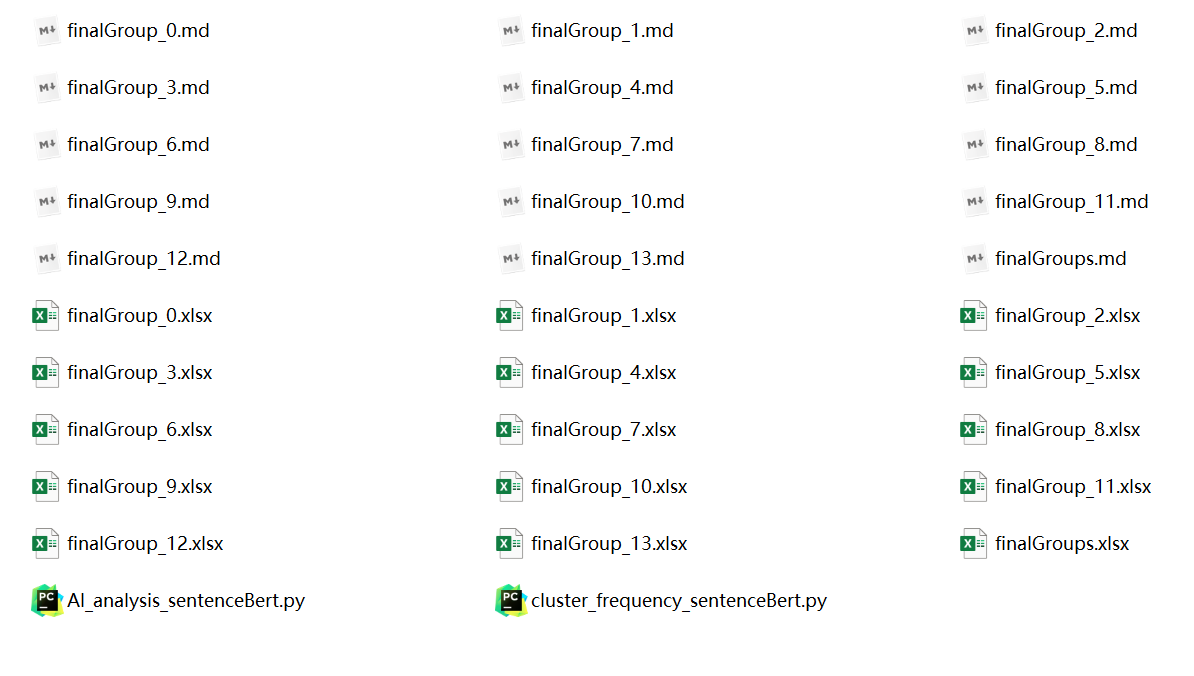 finalGroup_0.md finalGroup_1.md finalGroup_2.md
finalGroup_3.md finalGroup_4.md finalGroup_5.md
finalGroup_6.md finalGroup_7.md finalGroup_8.md
finalGroup_9.md finalGroup_10.md finalGroup_11.md
finalGroup_12.md finalGroup_13.md finalGroups.md
finalGroup_0.xlsx finalGroup_1.xlsx finalGroup_2.xlsx
finalGroup_3.xlsx finalGroup_4.xlsx finalGroup_5.xlsx
finalGroup_6.xlsx finalGroup_7.xlsx finalGroup_8.xlsx
finalGroup_9.xlsx finalGroup_10.xlsx finalGroup_11.xlsx
finalGroup_12.xlsx finalGroup_13.xlsx finalGroups.xlsx
AI_analysis_sentenceBert.py cluster_frequency_sentenceBert.py